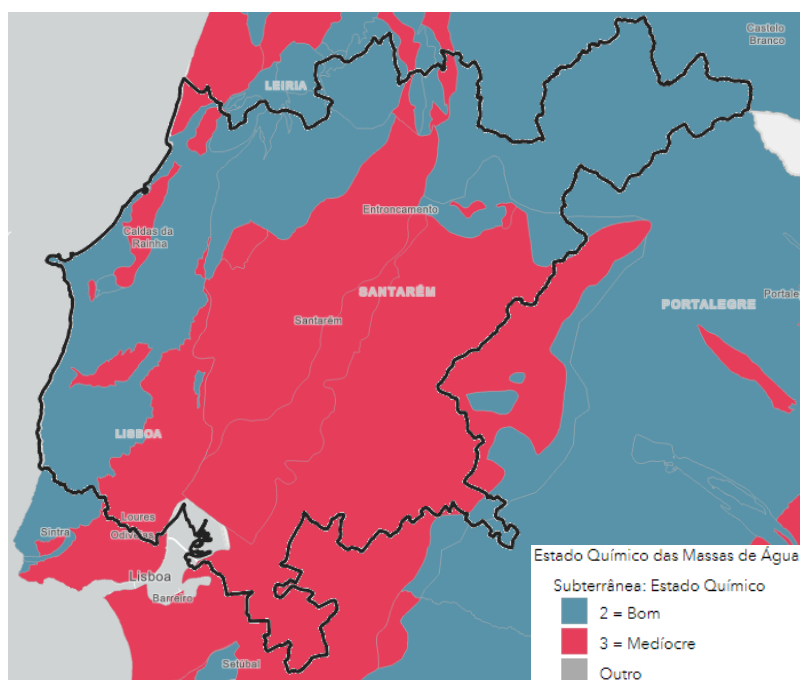 Castelo
Branco
LEIRIA
Entroncamento
Caldas da
Rainha
SANTARÉM
PORTALEGRE
Portale
Santarém
LISBOA
Loures
Sintra
Odivelas
Lisboa
Barreiro
Setúbal
Estado Químico das Massas de Água
Subterrânea: Estado Químico
2 = Bom
3 = Medíocre
Outro